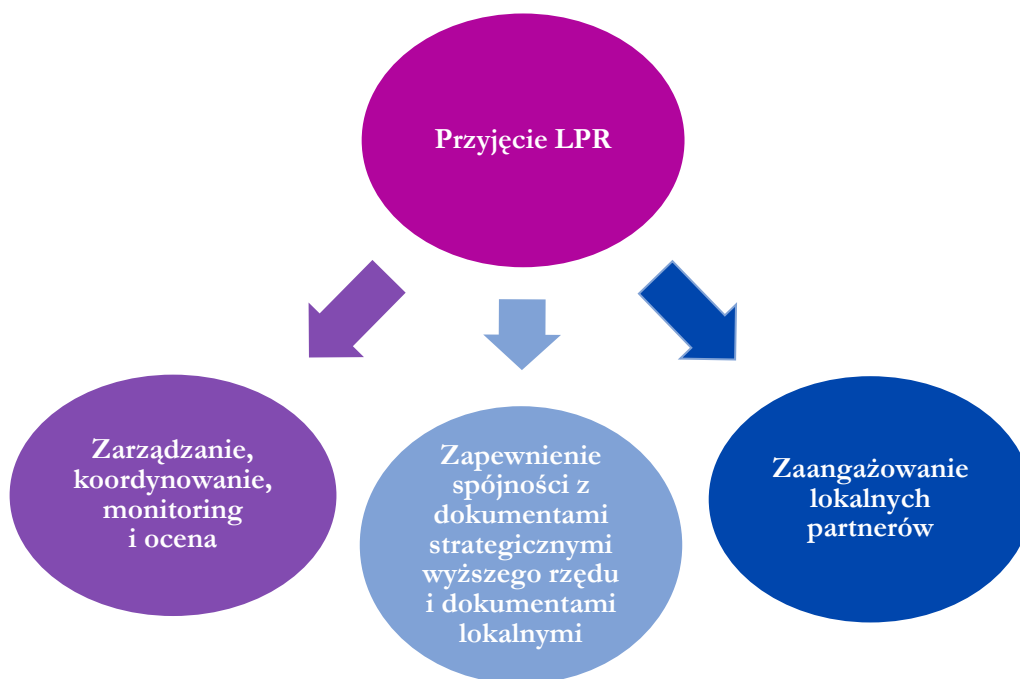 Przyjęcie LPR
Zarządzanie,
koordynowanie,
monitoring
i ocena
Zapewnienie
spójności z
dokumentami
strategicznymi
wyższego rzędu
i dokumentami
lokalnymi
Zaangażowanie
lokalnych
partnerów